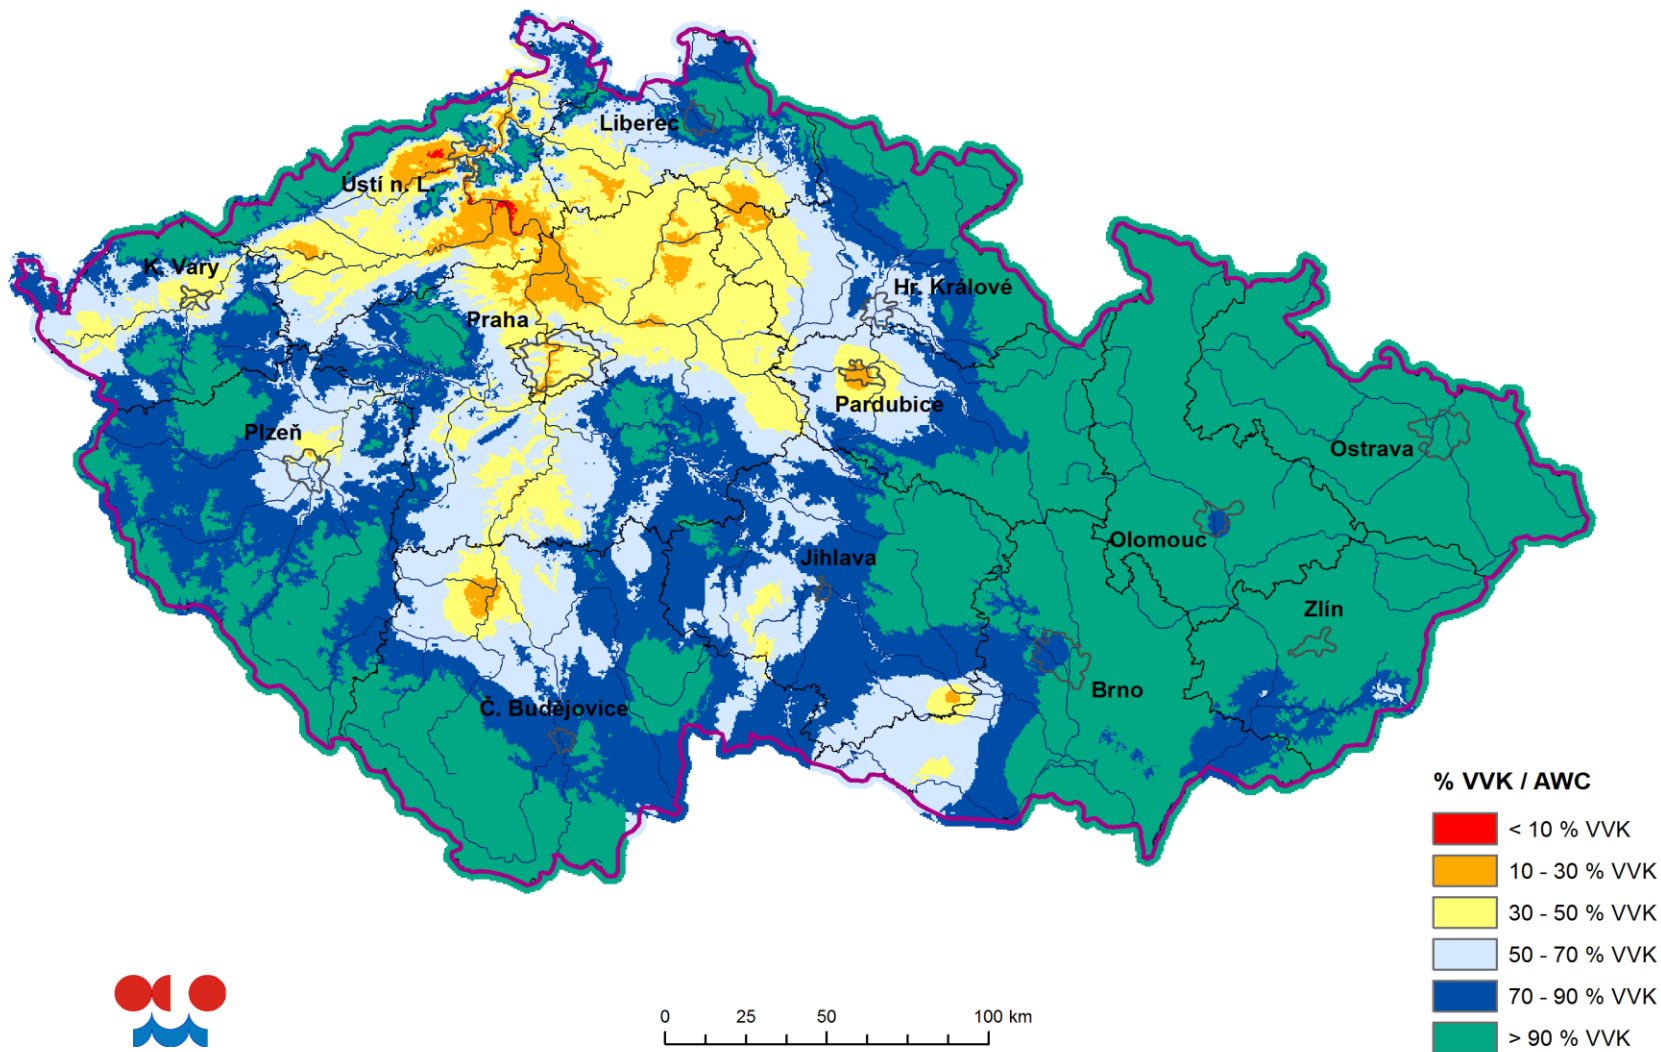 Liberec
Ústí n. L.
K. Vary
Hr. Králové
Praha
Pardubice
Plzeň
Ostrava
Olomouc
Jihlava
Zlín
Brno
Č. Budějovice
% VVK / AWC
< 10 % VVK
10 - 30 % VVK
30 - 50 % VVK
50 - 70 % VVK
70 - 90 % VVK
> 90 % VVK
0 25 50 100 km